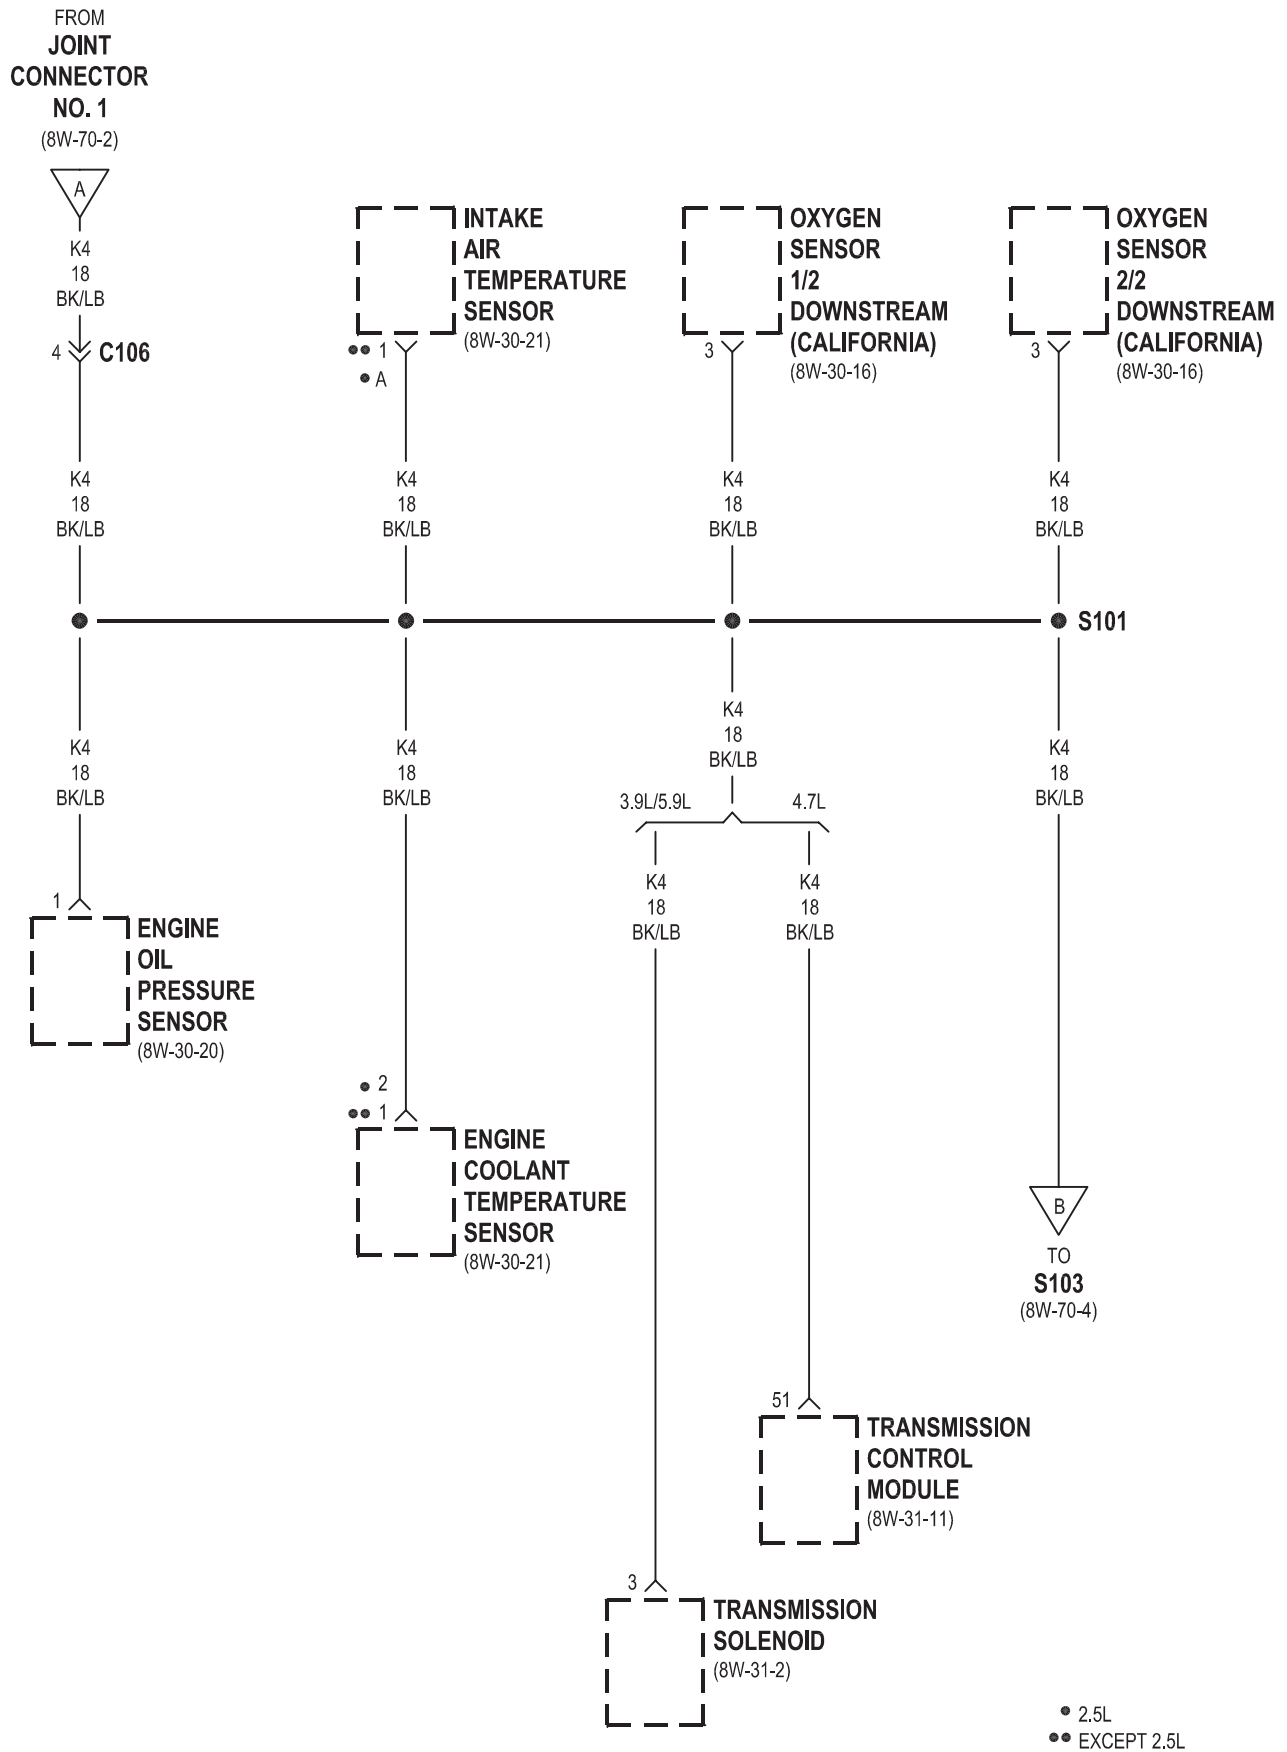 FROM
JOINT
CONNECTOR
NO. 1
(8W-70-2)
A
K4
18
BK/LB
4
C106
K4
18
BK/LB
INTAKE
AIR
TEMPERATURE
SENSOR
(8W-30-21)
•• 1
• A
K4
18
BK/LB
OXYGEN
SENSOR
1/2
DOWNSTREAM
(CALIFORNIA)
(8W-30-16)
3
K4
18
BK/LB
OXYGEN
SENSOR
2/2
DOWNSTREAM
(CALIFORNIA)
(8W-30-16)
3
K4
18
BK/LB
S101
K4
18
BK/LB
1
ENGINE
OIL
PRESSURE
SENSOR
(8W-30-20)
K4
18
BK/LB
• 2
•• 1
ENGINE
COOLANT
TEMPERATURE
SENSOR
(8W-30-21)
K4
18
BK/LB
3.9L/5.9L
4.7L
K4
18
BK/LB
K4
18
BK/LB
51
TRANSMISSION
CONTROL
MODULE
(8W-31-11)
3
TRANSMISSION
SOLENOID
(8W-31-2)
K4
18
BK/LB
B
TO
S103
(8W-70-4)
• 2.5L
•• EXCEPT 2.5L